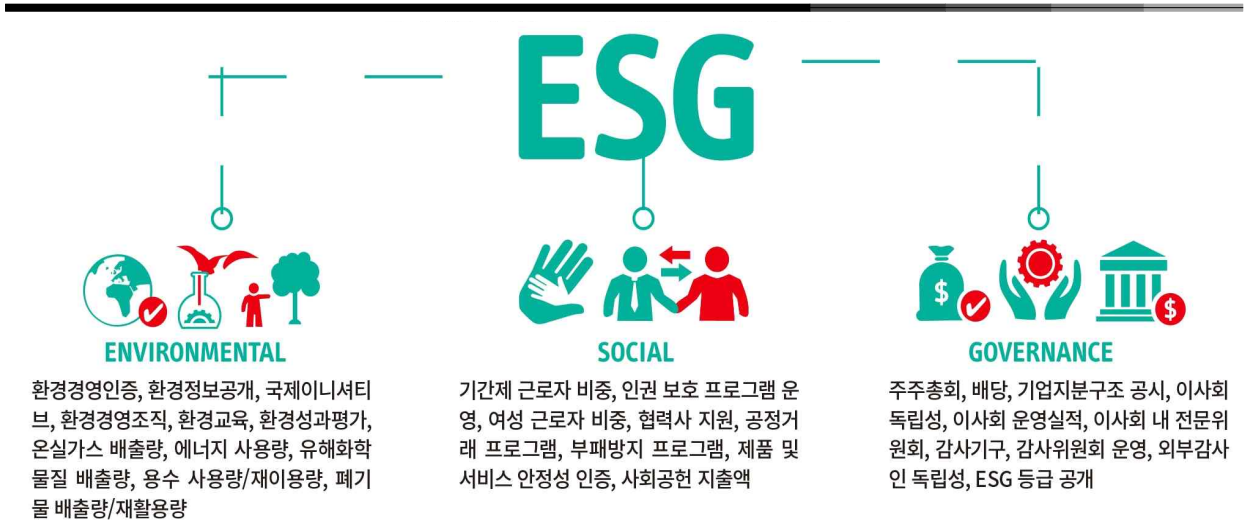 ESG
ENVIRONMENTAL
환경경영인증, 환경정보공개, 국제이니셔티
브, 환경경영조직, 환경교육, 환경성과평가,
온실가스 배출량, 에너지 사용량, 유해화학
물질 배출량, 용수 사용량/재이용량, 폐기
물 배출량/재활용량
SOCIAL
기간제 근로자 비중, 인권 보호 프로그램 운
영, 여성 근로자 비중, 협력사 지원, 공정거
래 프로그램, 부패방지 프로그램, 제품 및
서비스 안정성 인증, 사회공헌 지출액
$
$
GOVERNANCE
주주총회, 배당, 기업지분구조 공시, 이사회
독립성, 이사회 운영실적, 이사회 내 전문위
원회, 감사기구, 감사위원회 운영, 외부감사
인 독립성, ESG 등급 공개